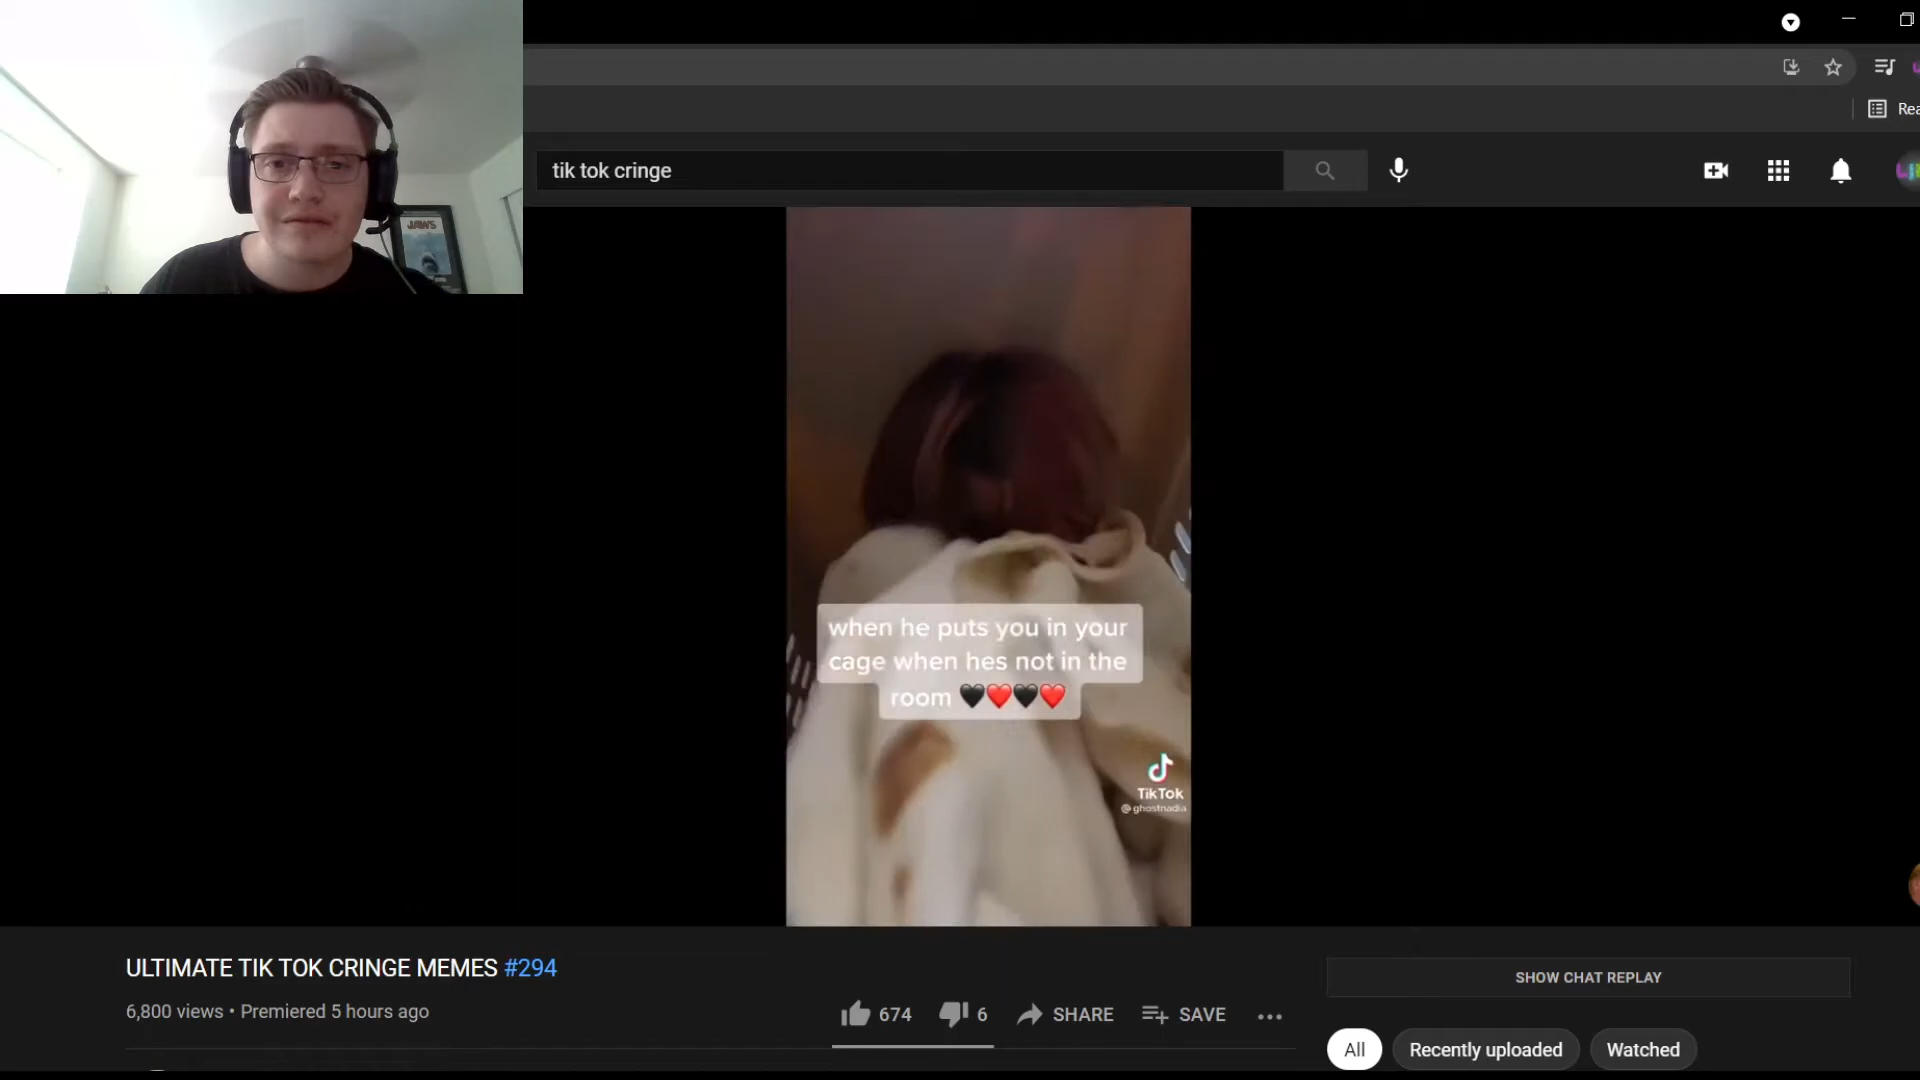 Rea
tik tok cringe
JAWS
when he puts you in your
cage when hes not in the
room 🖤❤️🖤❤️
TikTok
@ghostnadia
ULTIMATE TIK TOK CRINGE MEMES #294
6,800 views • Premiered 5 hours ago
674
6
SHARE
SAVE
SHOW CHAT REPLAY
All
Recently uploaded
Watched